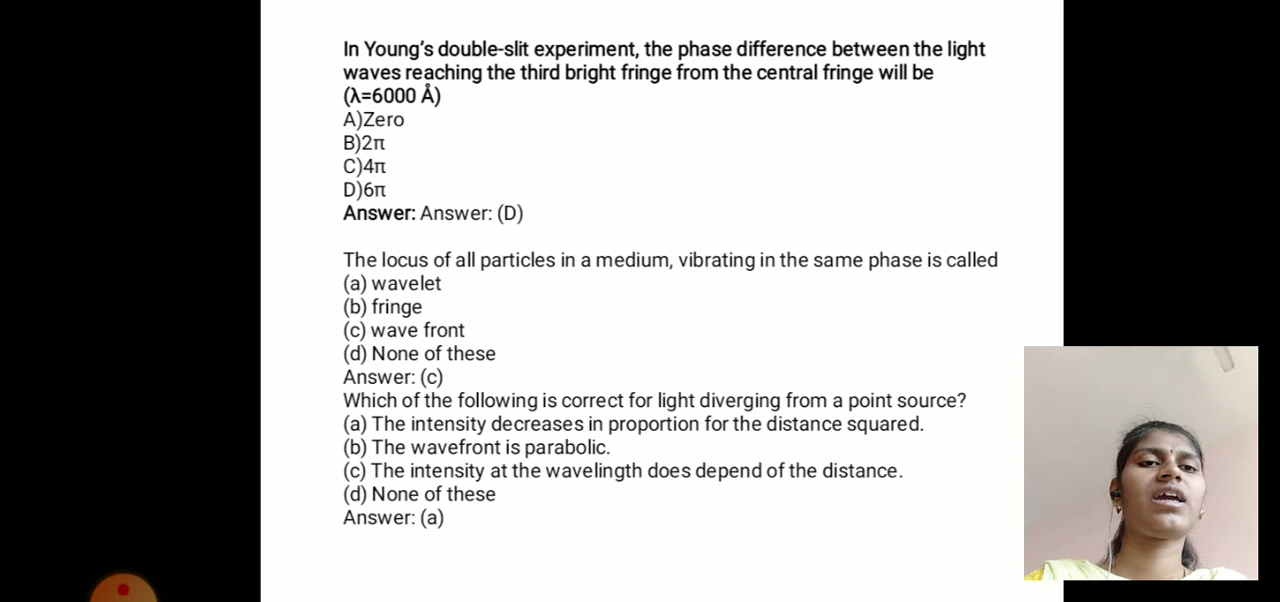 In Young's double-slit experiment, the phase difference between the light
waves reaching the third bright fringe from the central fringe will be
(λ=6000 Å)
A)Zero
B)2π
C)4π
D)6π
Answer: Answer: (D)
The locus of all particles in a medium, vibrating in the same phase is called
(a) wavelet
(b) fringe
(c) wave front
(d) None of these
Answer: (c)
Which of the following is correct for light diverging from a point source?
(a) The intensity decreases in proportion for the distance squared.
(b) The wavefront is parabolic.
(c) The intensity at the wavelingth does depend of the distance.
(d) None of these
Answer: (a)